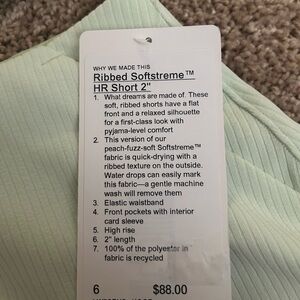 WHY WE MADE THIS
Ribbed Softstreme™
HR Short 2"
1. What dreams are made of. These
soft, ribbed shorts have a flat
front and a relaxed silhouette
for a first-class look with
pyjama-level comfort
2. This version of our
peach-fuzz-soft Softstreme™
fabric is quick-drying with a
ribbed texture on the outside.
Water drops can easily mark
this fabric—a gentle machine
wash will remove them
3. Elastic waistband
4. Front pockets with interior
card sleeve
5. High rise
6. 2" length
7. 100% of the polyester in
fabric is recycled
6 $88.00